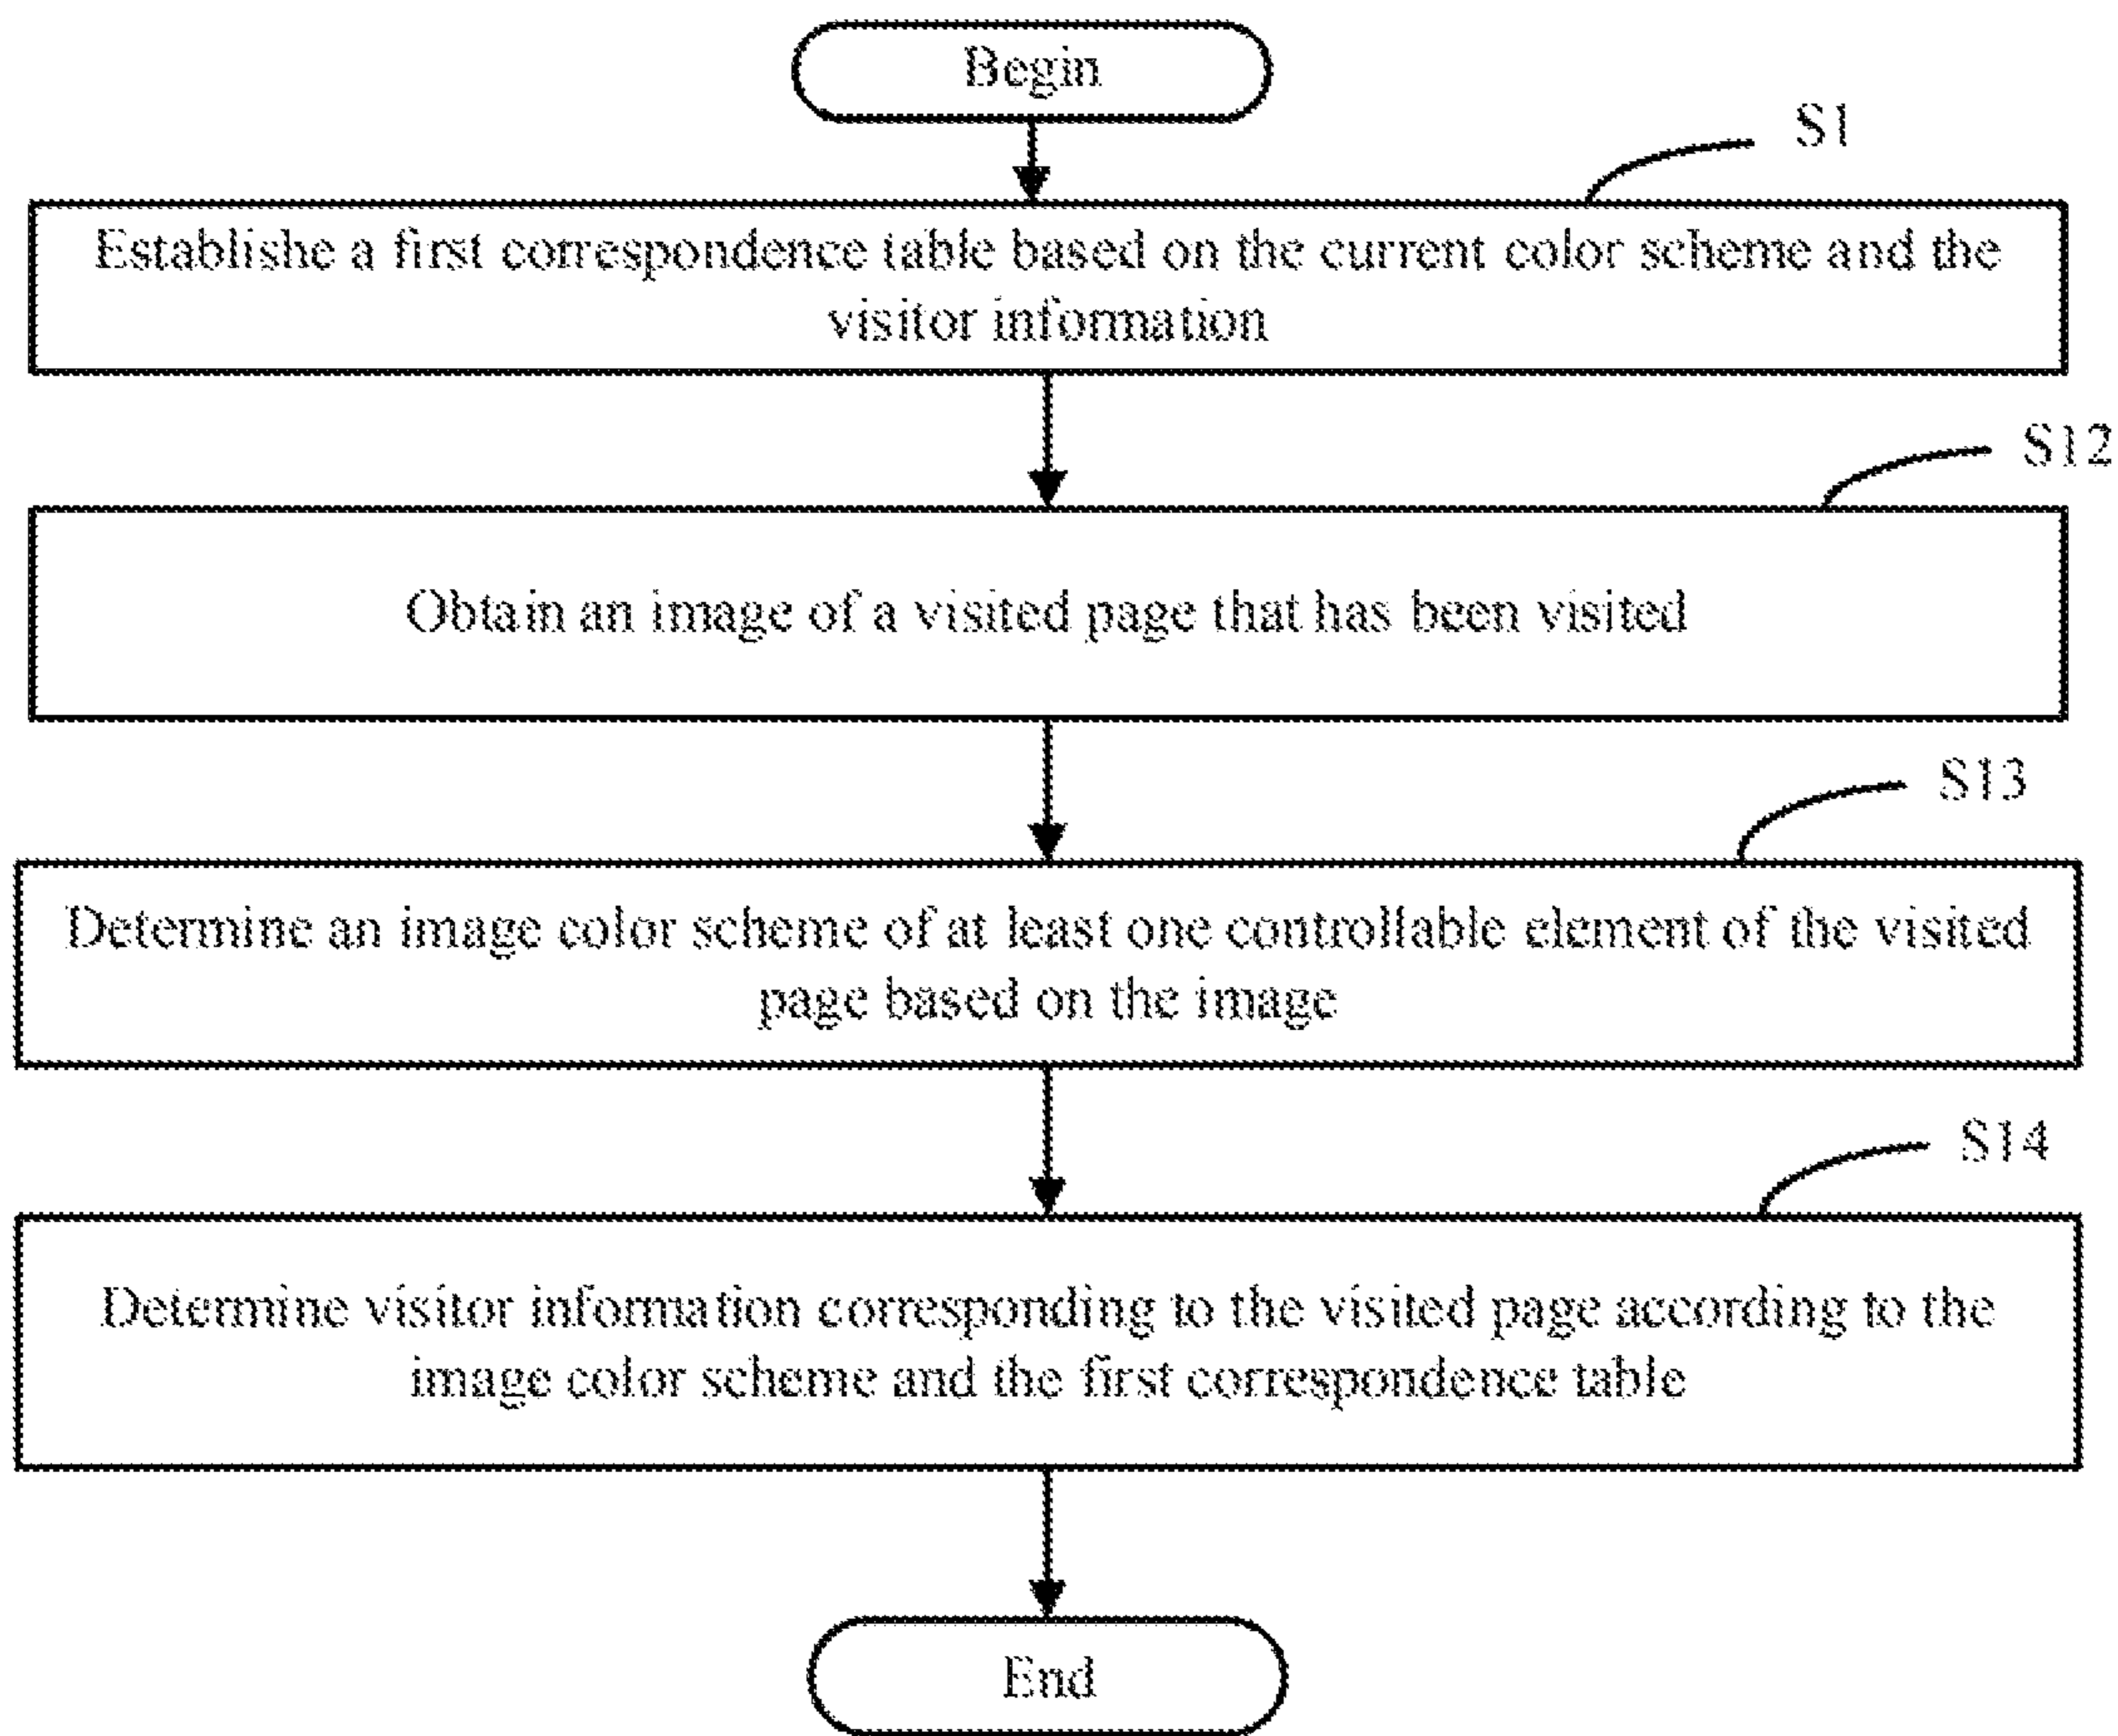 Begin
S1
Establishe a first correspondence table based on the current color scheme and the
visitor information
S12
Obtain an image of a visited page that has been visited
S13
Determine an image color scheme of at least one controllable element of the visited
page based on the image
S14
Determine visitor information corresponding to the visited page according to the
image color scheme and the first correspondence table
End